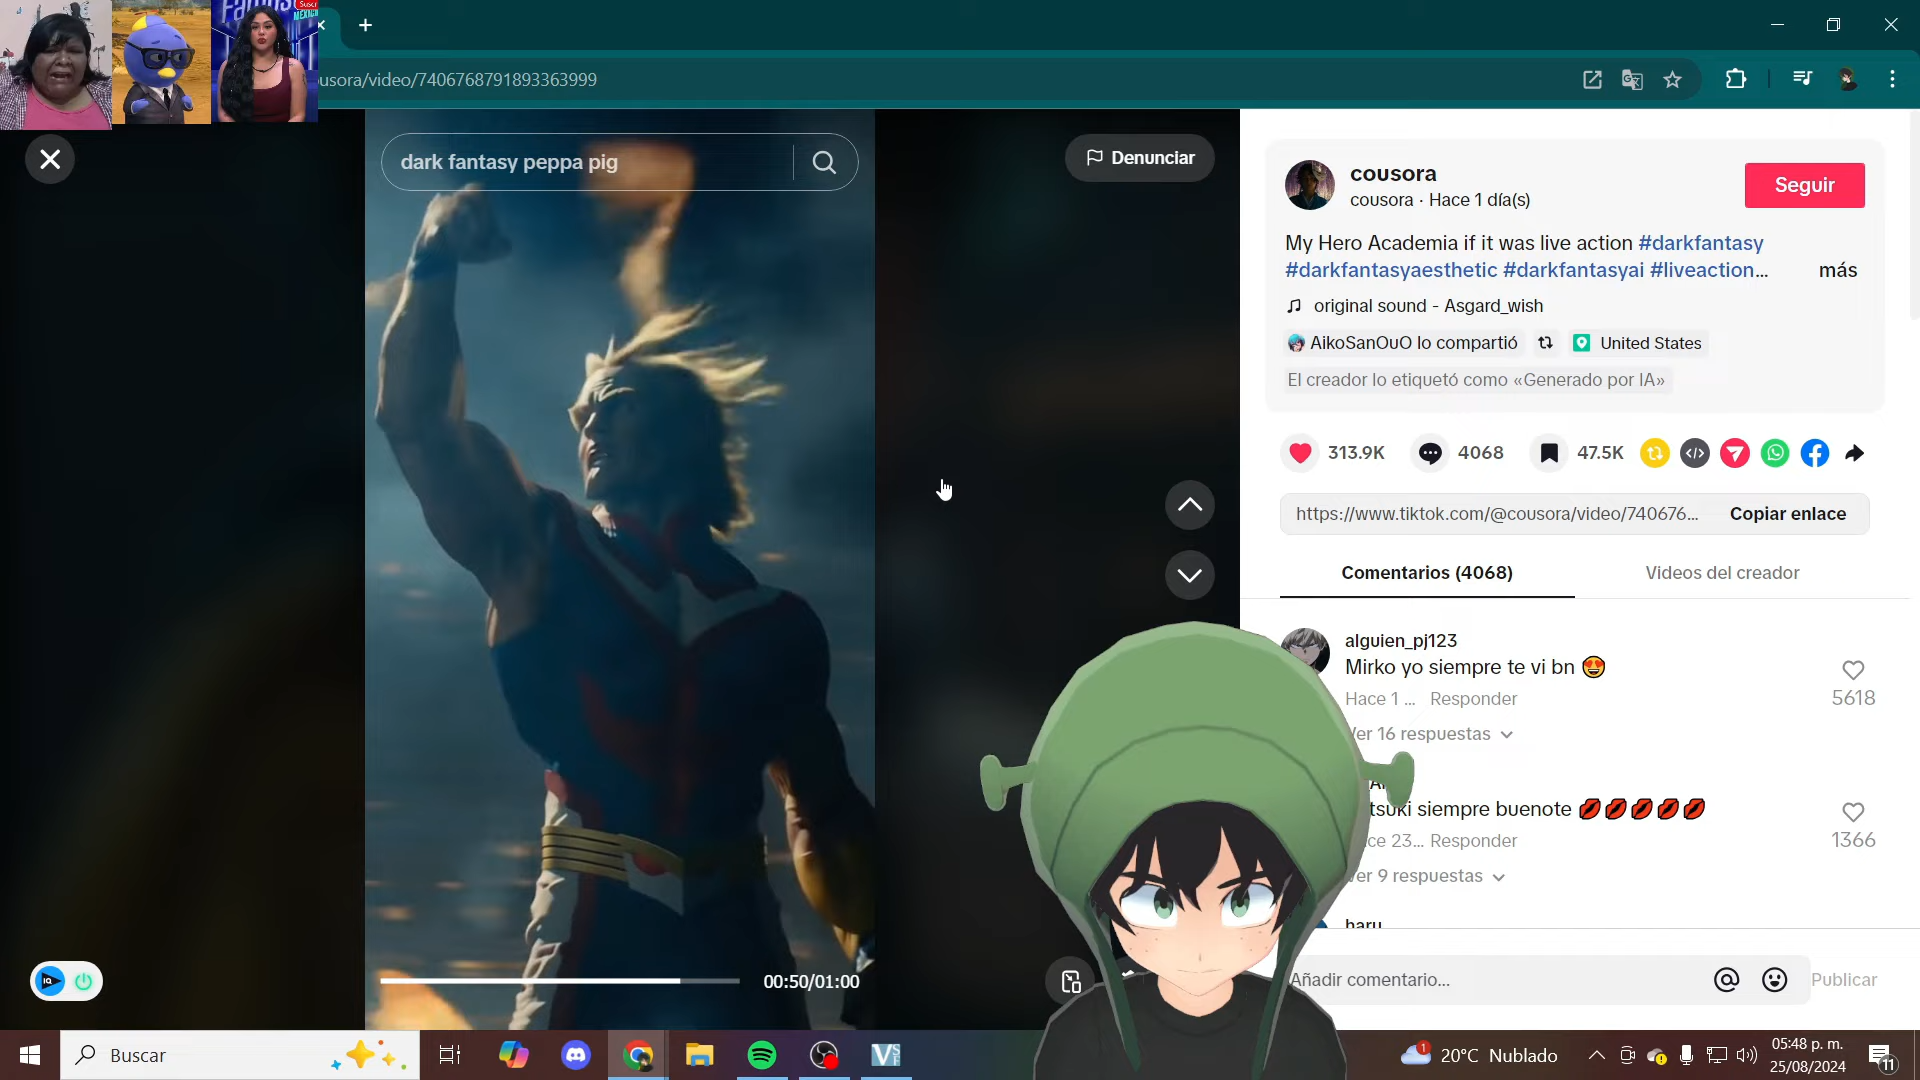 Suscr
MÉXICO
usora/video/7406768791893363999
dark fantasy peppa pig
Denunciar
cousora
cousora · Hace 1 día(s)
Seguir
My Hero Academia if it was live action #darkfantasy
#darkfantasyaesthetic #darkfantasyai #liveaction...
más
original sound - Asgard_wish
AikoSanOuO lo compartió
United States
El creador lo etiquetó como «Generado por IA»
313.9K
4068
47.5K
https://www.tiktok.com/@cousora/video/740676...
Copiar enlace
Comentarios (4068)
Videos del creador
alguien_pj123
Mirko yo siempre te vi bn 😍
Hace 1 ... Responder
5618
er 16 respuestas
tsuki siempre buenote 💋💋💋💋💋
ce 23... Responder
1366
er 9 respuestas
haru
00:50/01:00
Añadir comentario...
Publicar
Buscar
20°C Nublado
05:48 p. m.
25/08/2024
11